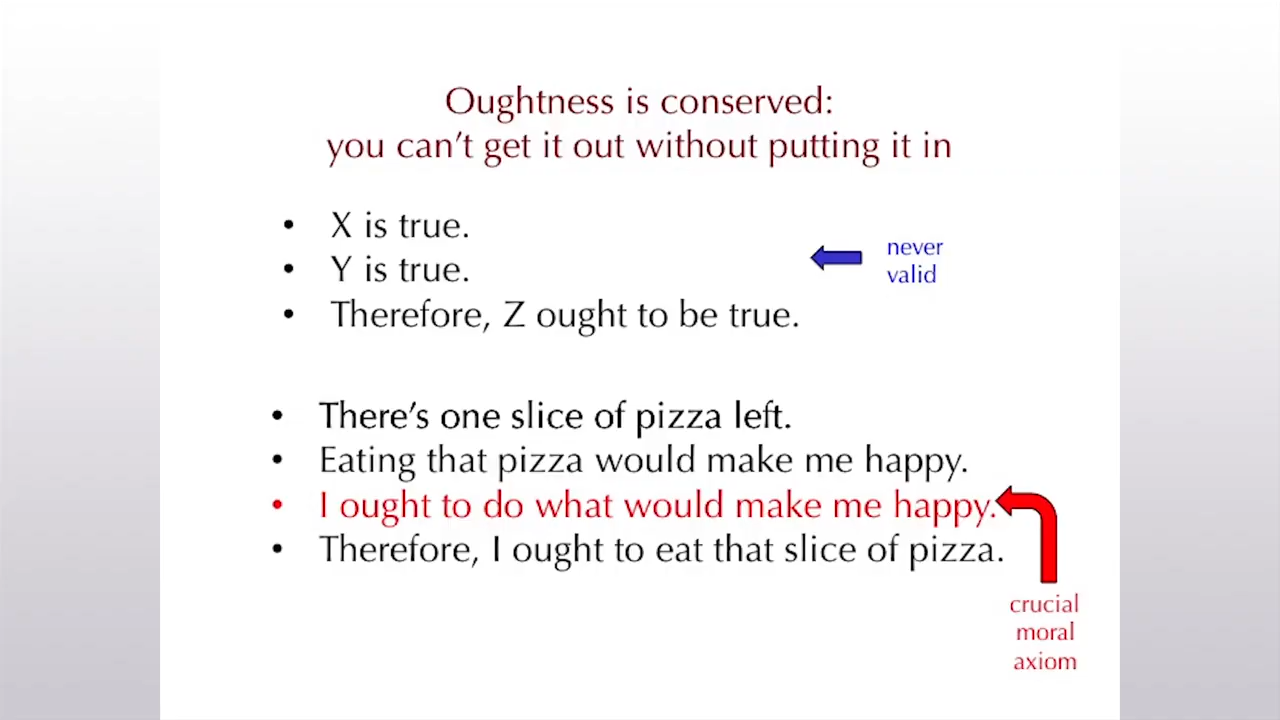 Oughtness is conserved:
you can't get it out without putting it in
• X is true.
• Y is true.
• Therefore, Z ought to be true.
never
valid
• There's one slice of pizza left.
• Eating that pizza would make me happy.
• I ought to do what would make me happy.
• Therefore, I ought to eat that slice of pizza.
crucial
moral
axiom